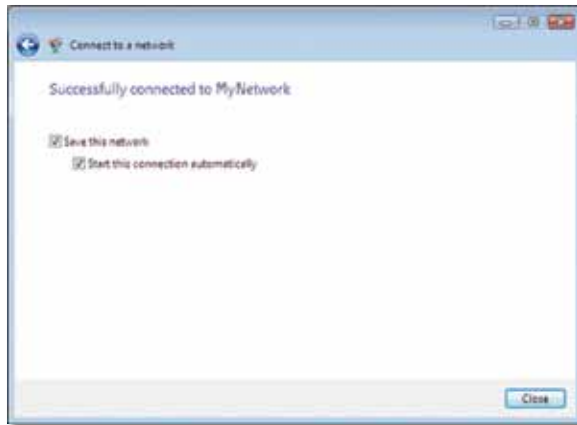 Connect to a network
Successfully connected to MyNetwork
Save this network
Start this connection automatically
Close